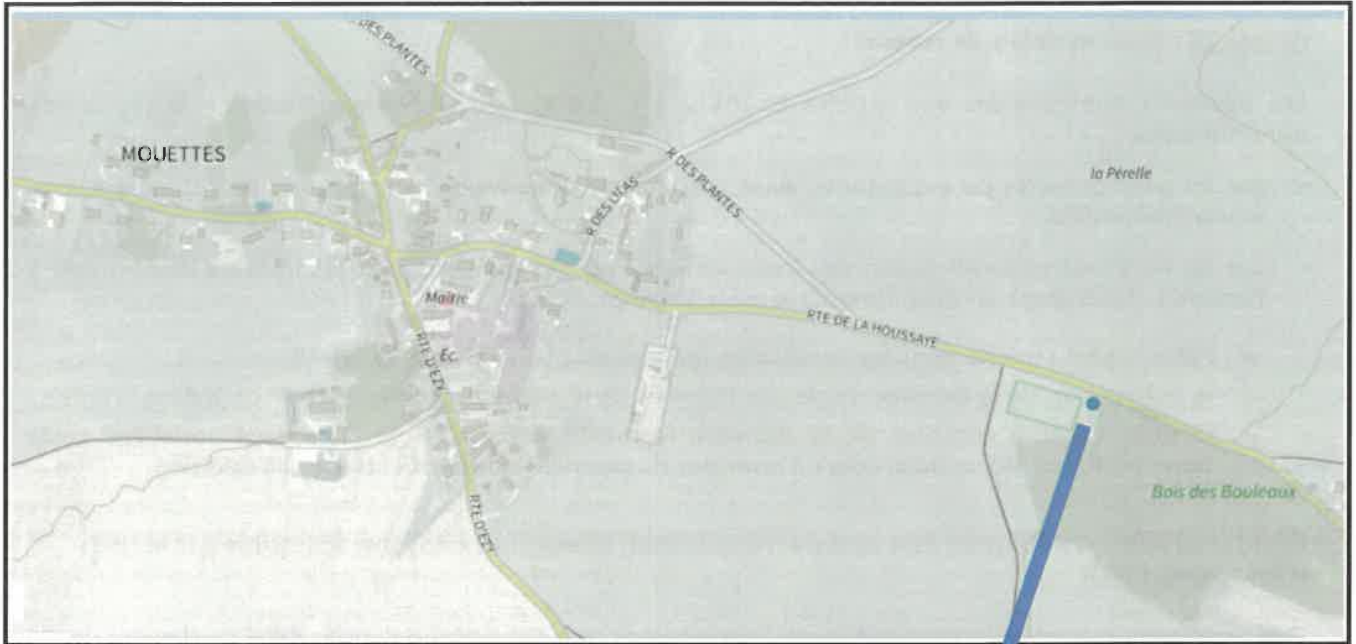 R DES PLANTES
MOUETTES
R DES PLANTES
la Pérelle
R DES LILAS
Mairie
RTE DE LA HOUSSAYE
RTE D'EZY
Éc.
Bois des Bouleaux
RTE D'EZY